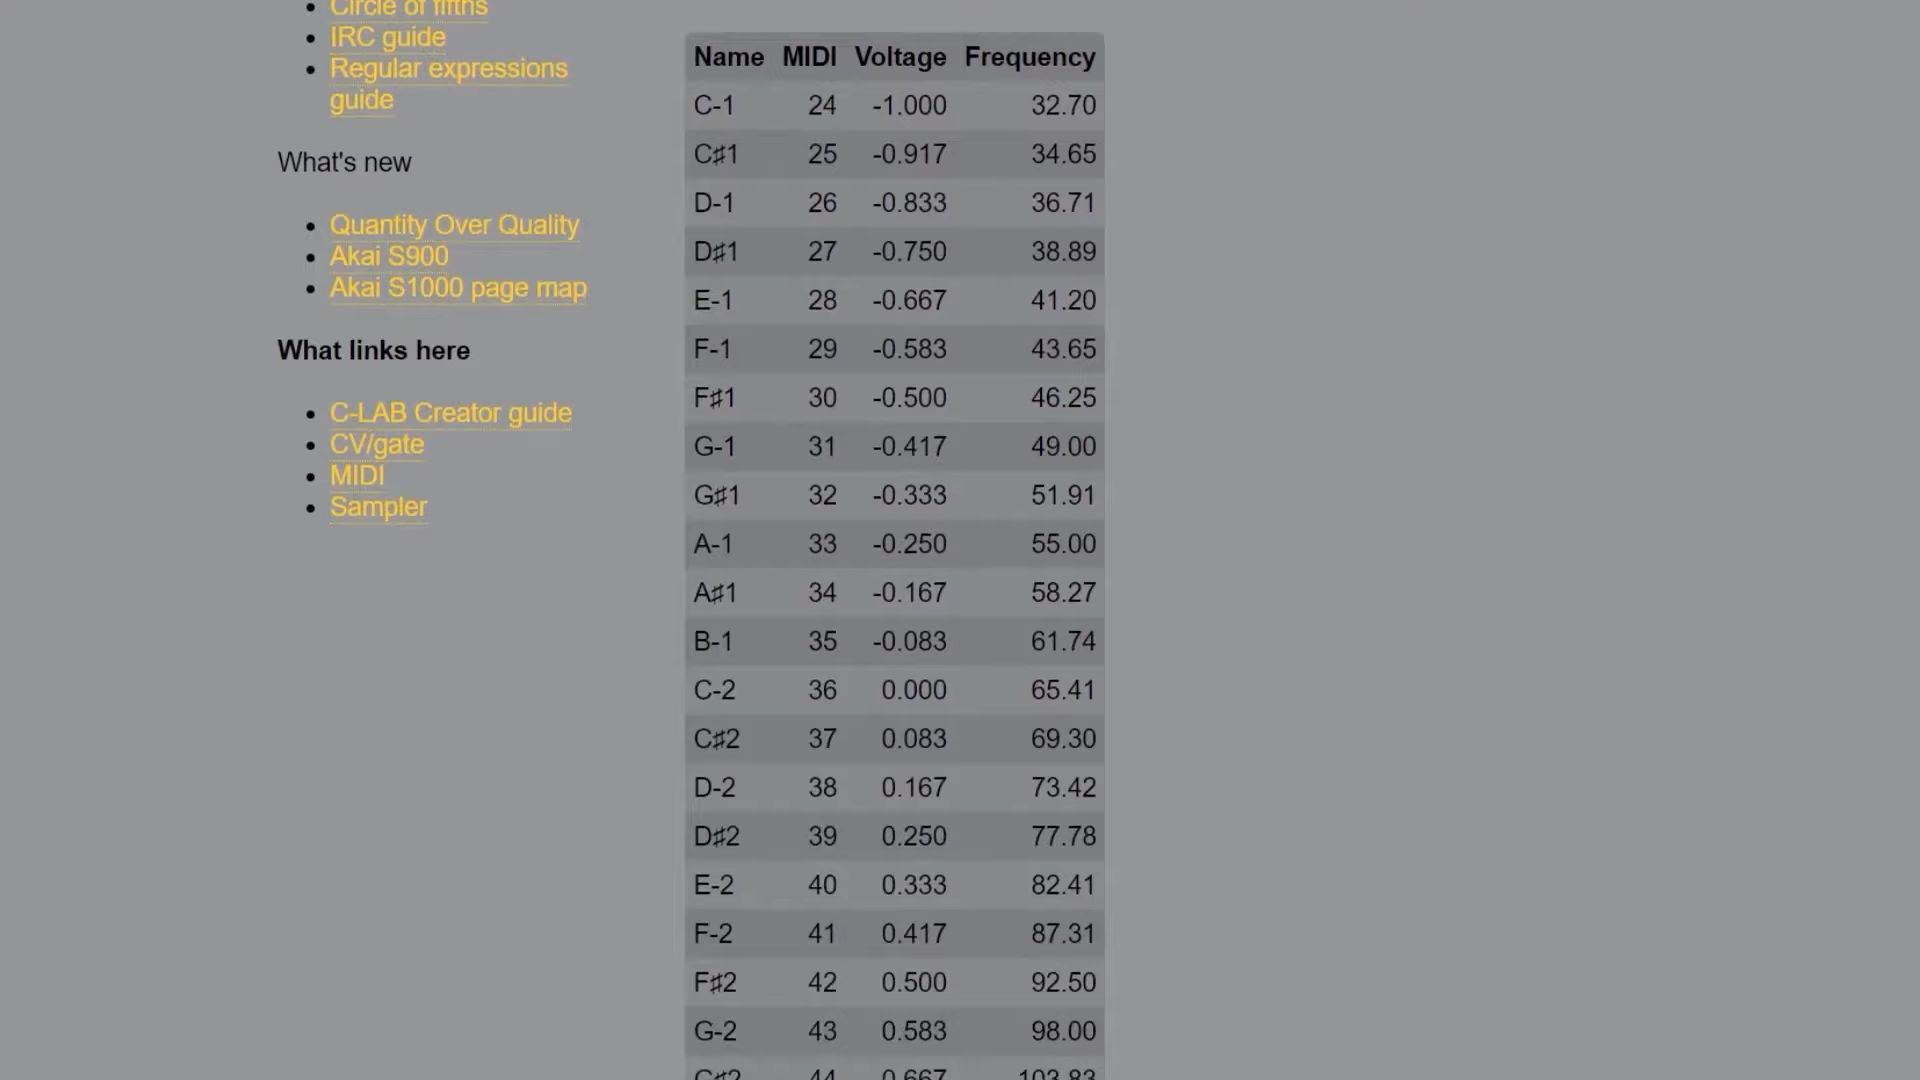 Circle of fifths
IRC guide
Regular expressions
guide
What's new
Quantity Over Quality
Akai S900
Akai S1000 page map
What links here
C-LAB Creator guide
CV/gate
MIDI
Sampler
Name MIDI Voltage Frequency
C-1 24 -1.000 32.70
C♯1 25 -0.917 34.65
D-1 26 -0.833 36.71
D♯1 27 -0.750 38.89
E-1 28 -0.667 41.20
F-1 29 -0.583 43.65
F♯1 30 -0.500 46.25
G-1 31 -0.417 49.00
G♯1 32 -0.333 51.91
A-1 33 -0.250 55.00
A♯1 34 -0.167 58.27
B-1 35 -0.083 61.74
C-2 36 0.000 65.41
C♯2 37 0.083 69.30
D-2 38 0.167 73.42
D♯2 39 0.250 77.78
E-2 40 0.333 82.41
F-2 41 0.417 87.31
F♯2 42 0.500 92.50
G-2 43 0.583 98.00
G♯2 44 0.667 103.83